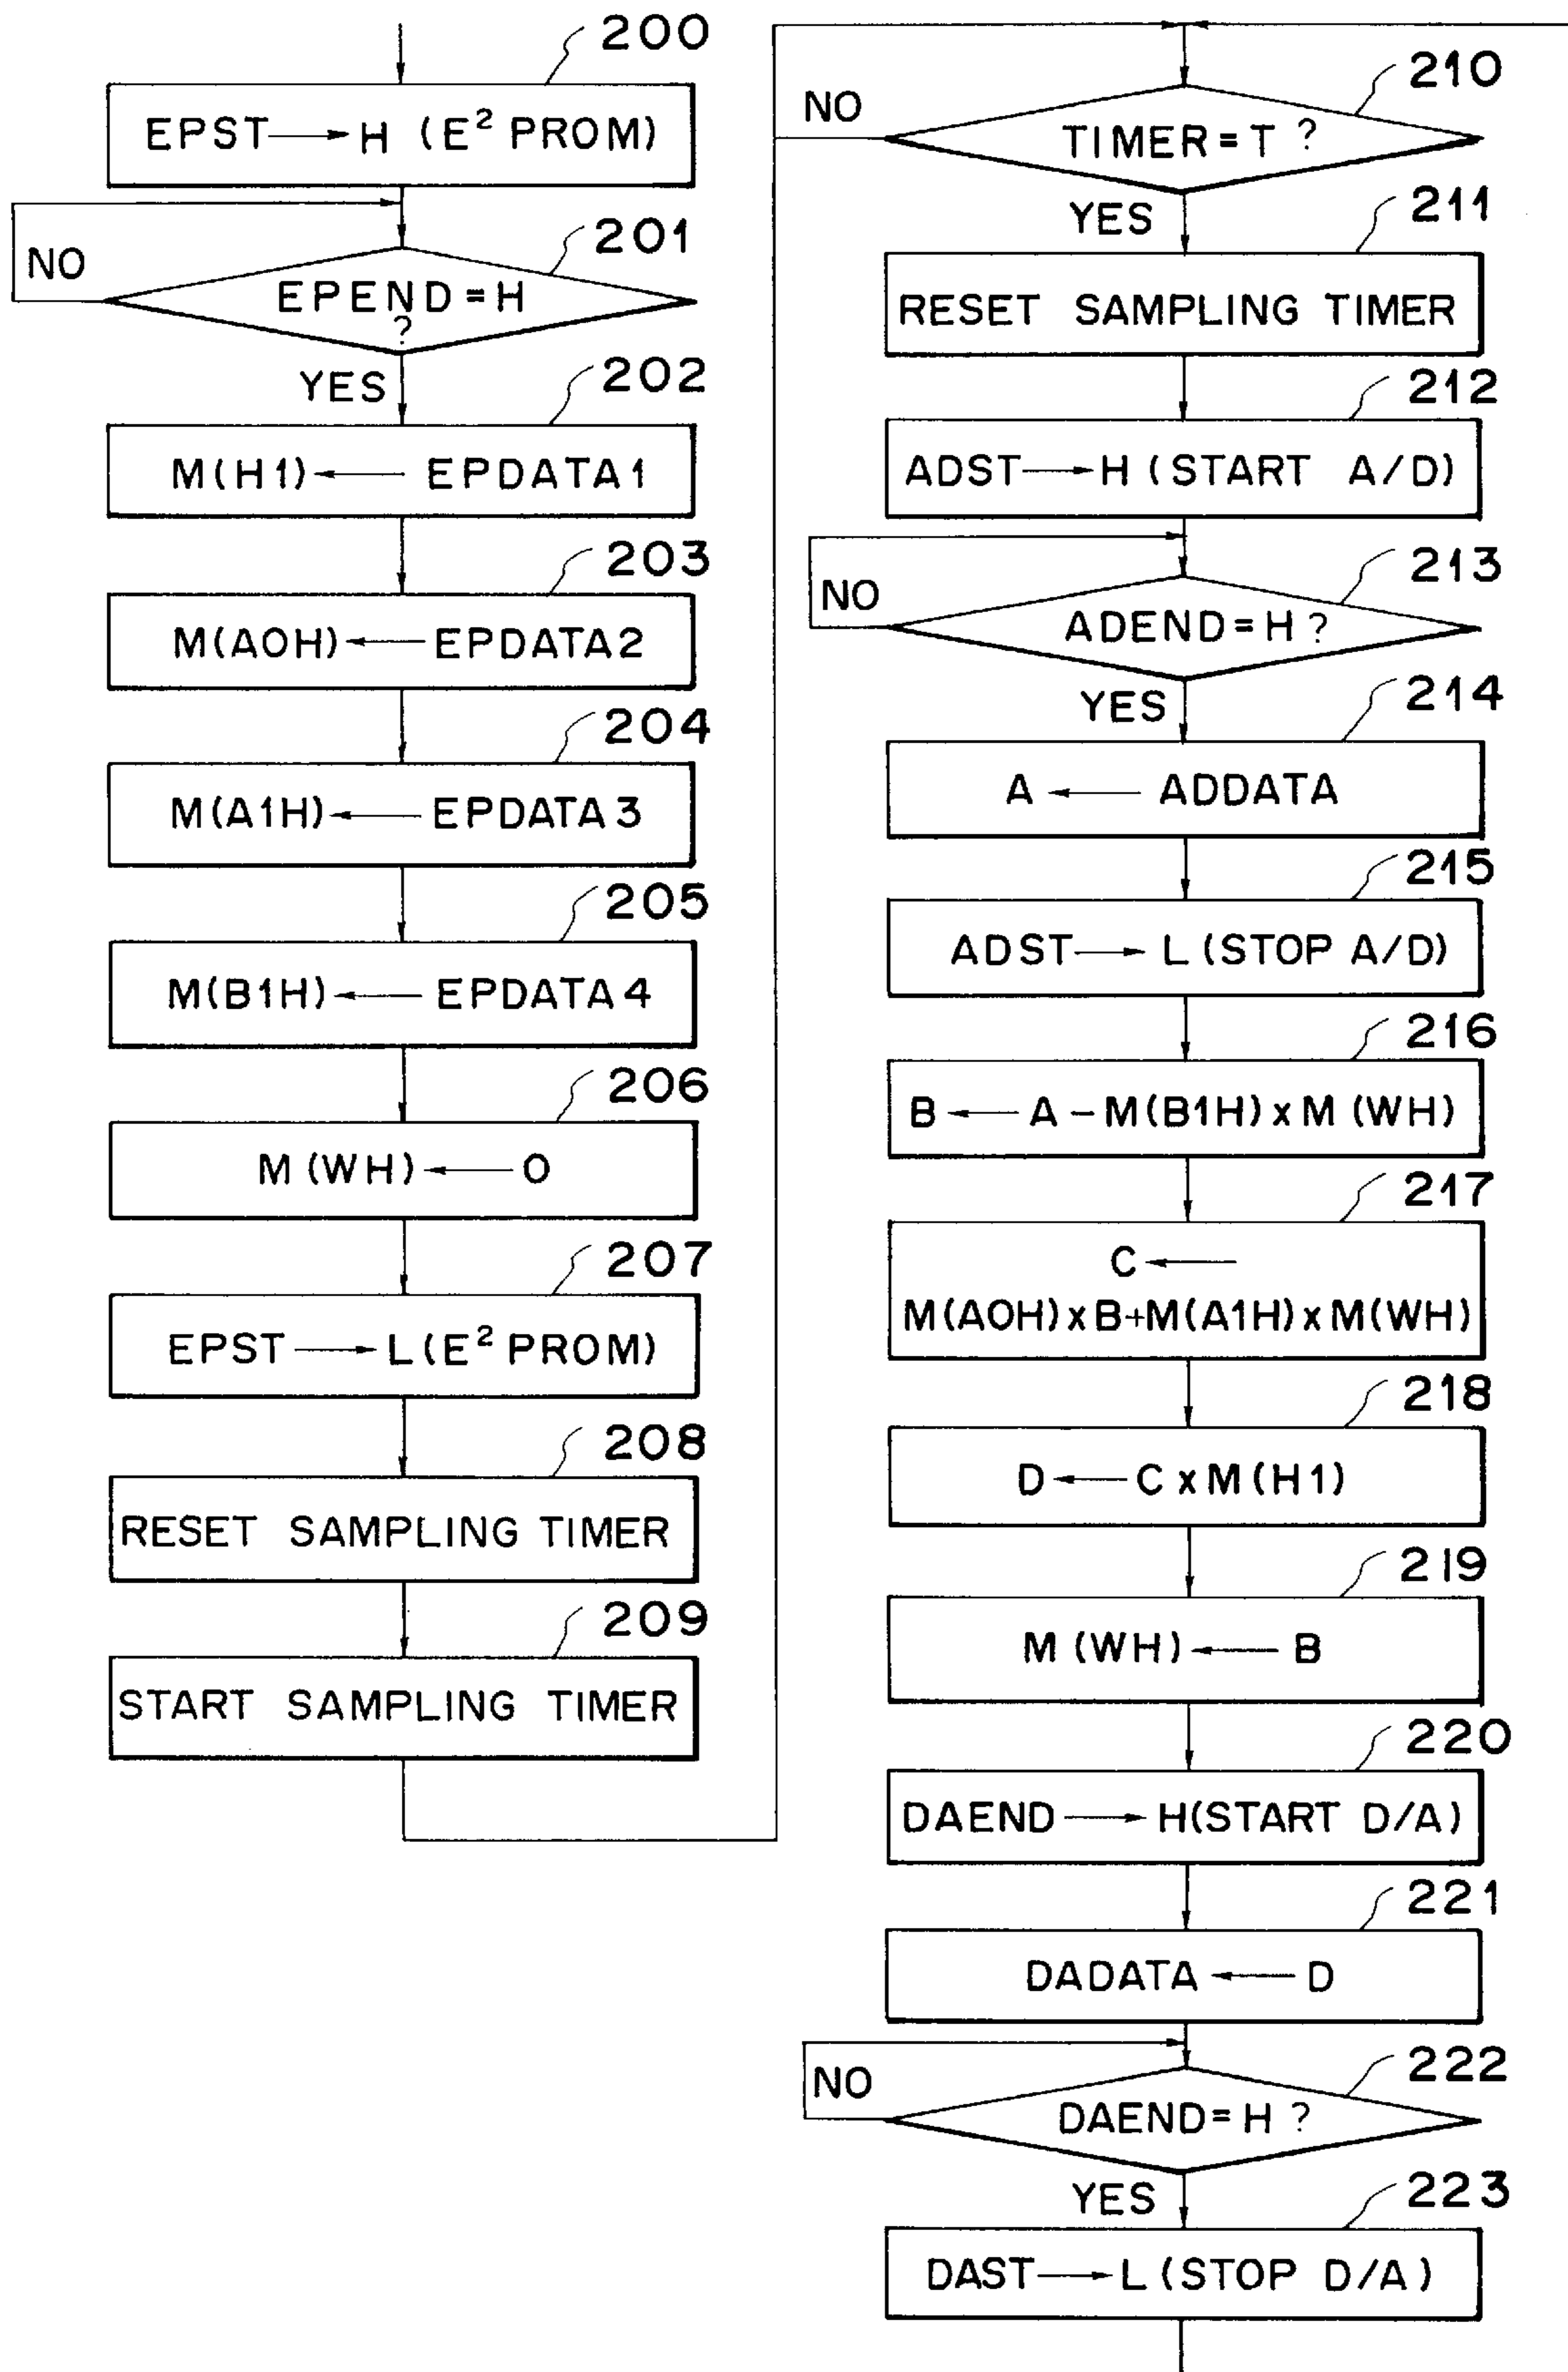 200
EPST → H (E² PROM)
201
NO
EPEND = H
?
YES
202
M(H1) ← EPDATA1
203
M(AOH) ← EPDATA2
204
M(A1H) ← EPDATA3
205
M(B1H) ← EPDATA4
206
M(WH) ← O
207
EPST → L(E² PROM)
208
RESET SAMPLING TIMER
209
START SAMPLING TIMER
210
NO
TIMER = T ?
YES
211
RESET SAMPLING TIMER
212
ADST → H (START A/D)
213
NO
ADEND = H ?
YES
214
A ← ADDATA
215
ADST → L (STOP A/D)
216
B ← A - M(B1H) x M (WH)
217
C ←
M(AOH) x B+M(A1H) x M(WH)
218
D ← C x M(H1)
219
M (WH) ← B
220
DAEND → H(START D/A)
221
DADATA ← D
222
NO
DAEND = H ?
YES
223
DAST → L (STOP D/A)